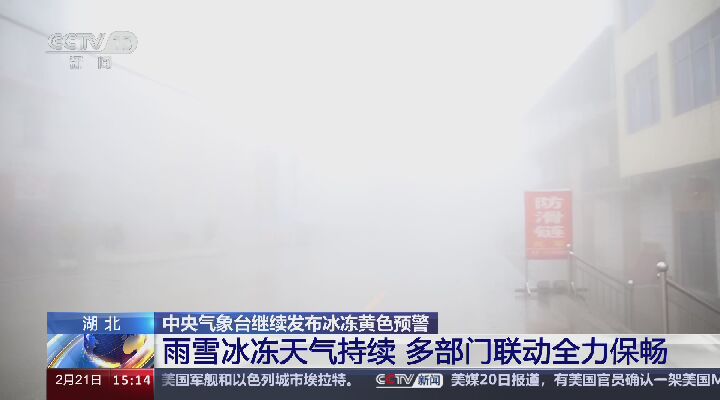 CCTV 13
新闻
防
滑
链
湖北
中央气象台继续发布冰冻黄色预警
雨雪冰冻天气持续 多部门联动全力保畅
2月21日 15:14 美国军舰和以色列城市埃拉特。 CCTV 新闻 美媒20日报道，有美国官员确认一架美国M